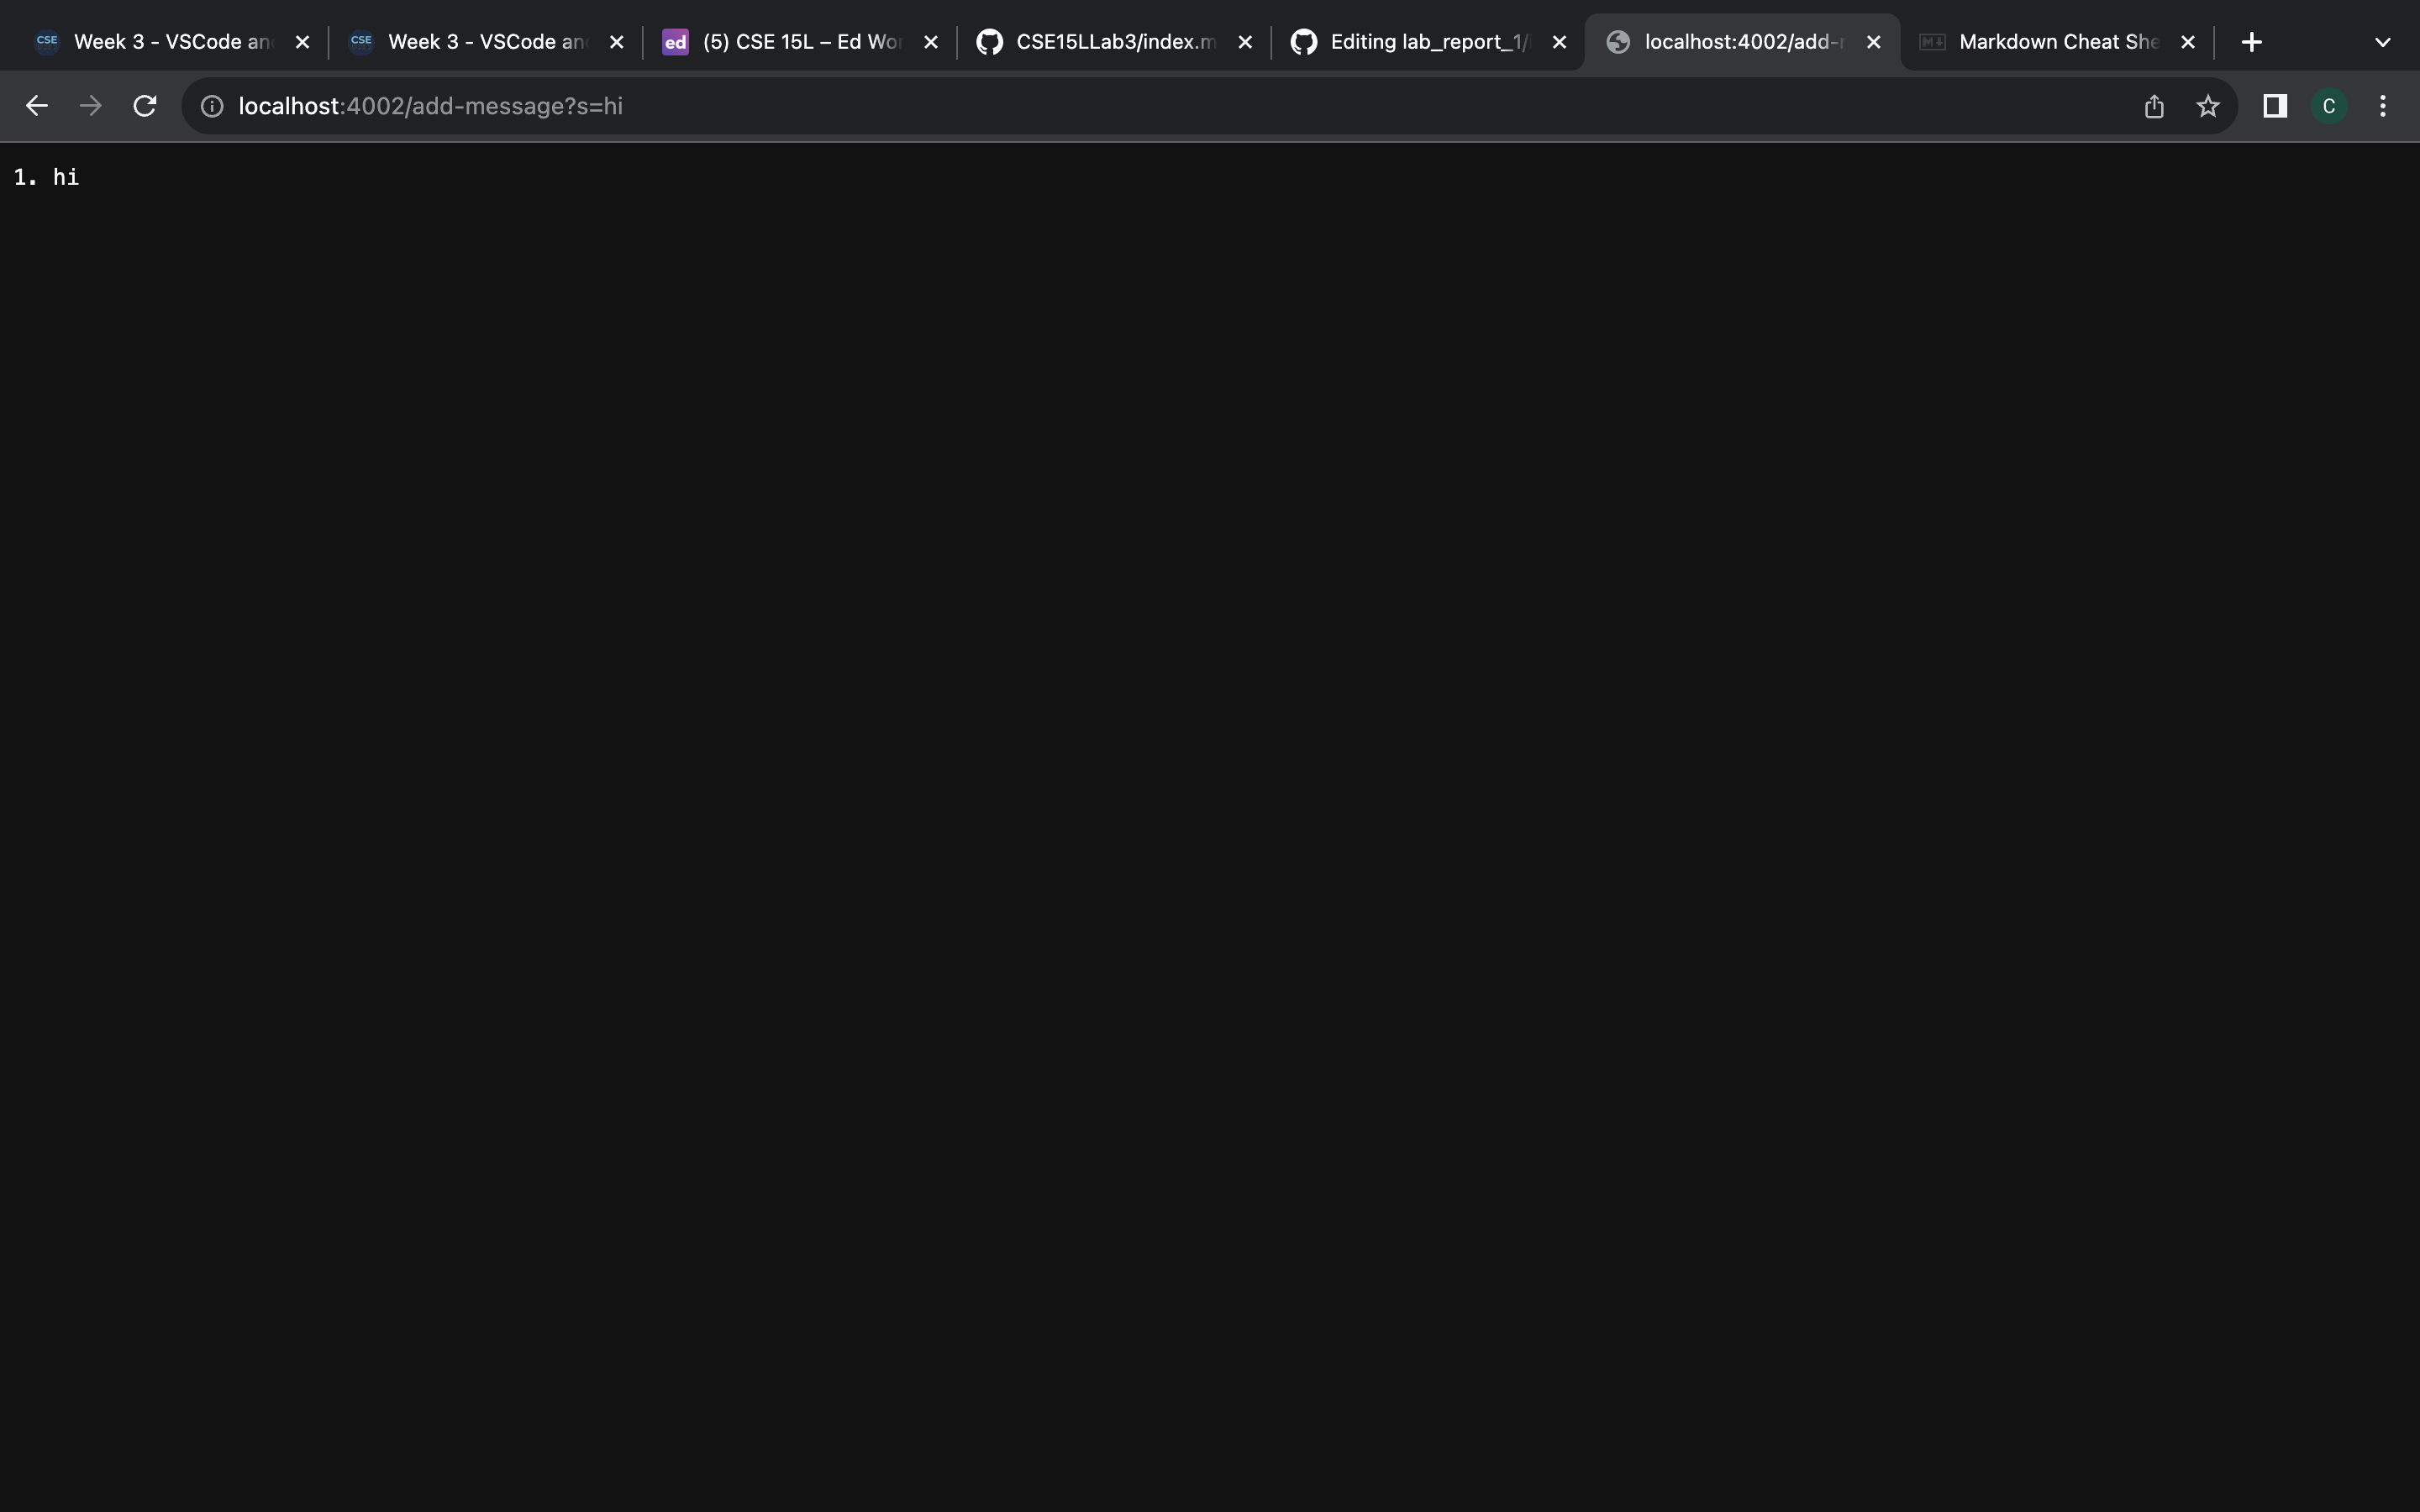 CSE Week 3 - VSCode an CSE Week 3 - VSCode an ed (5) CSE 15L – Ed Wor CSE15LLab3/index.m Editing lab_report_1/i localhost:4002/add- Markdown Cheat She
localhost:4002/add-message?s=hi C
1. hi